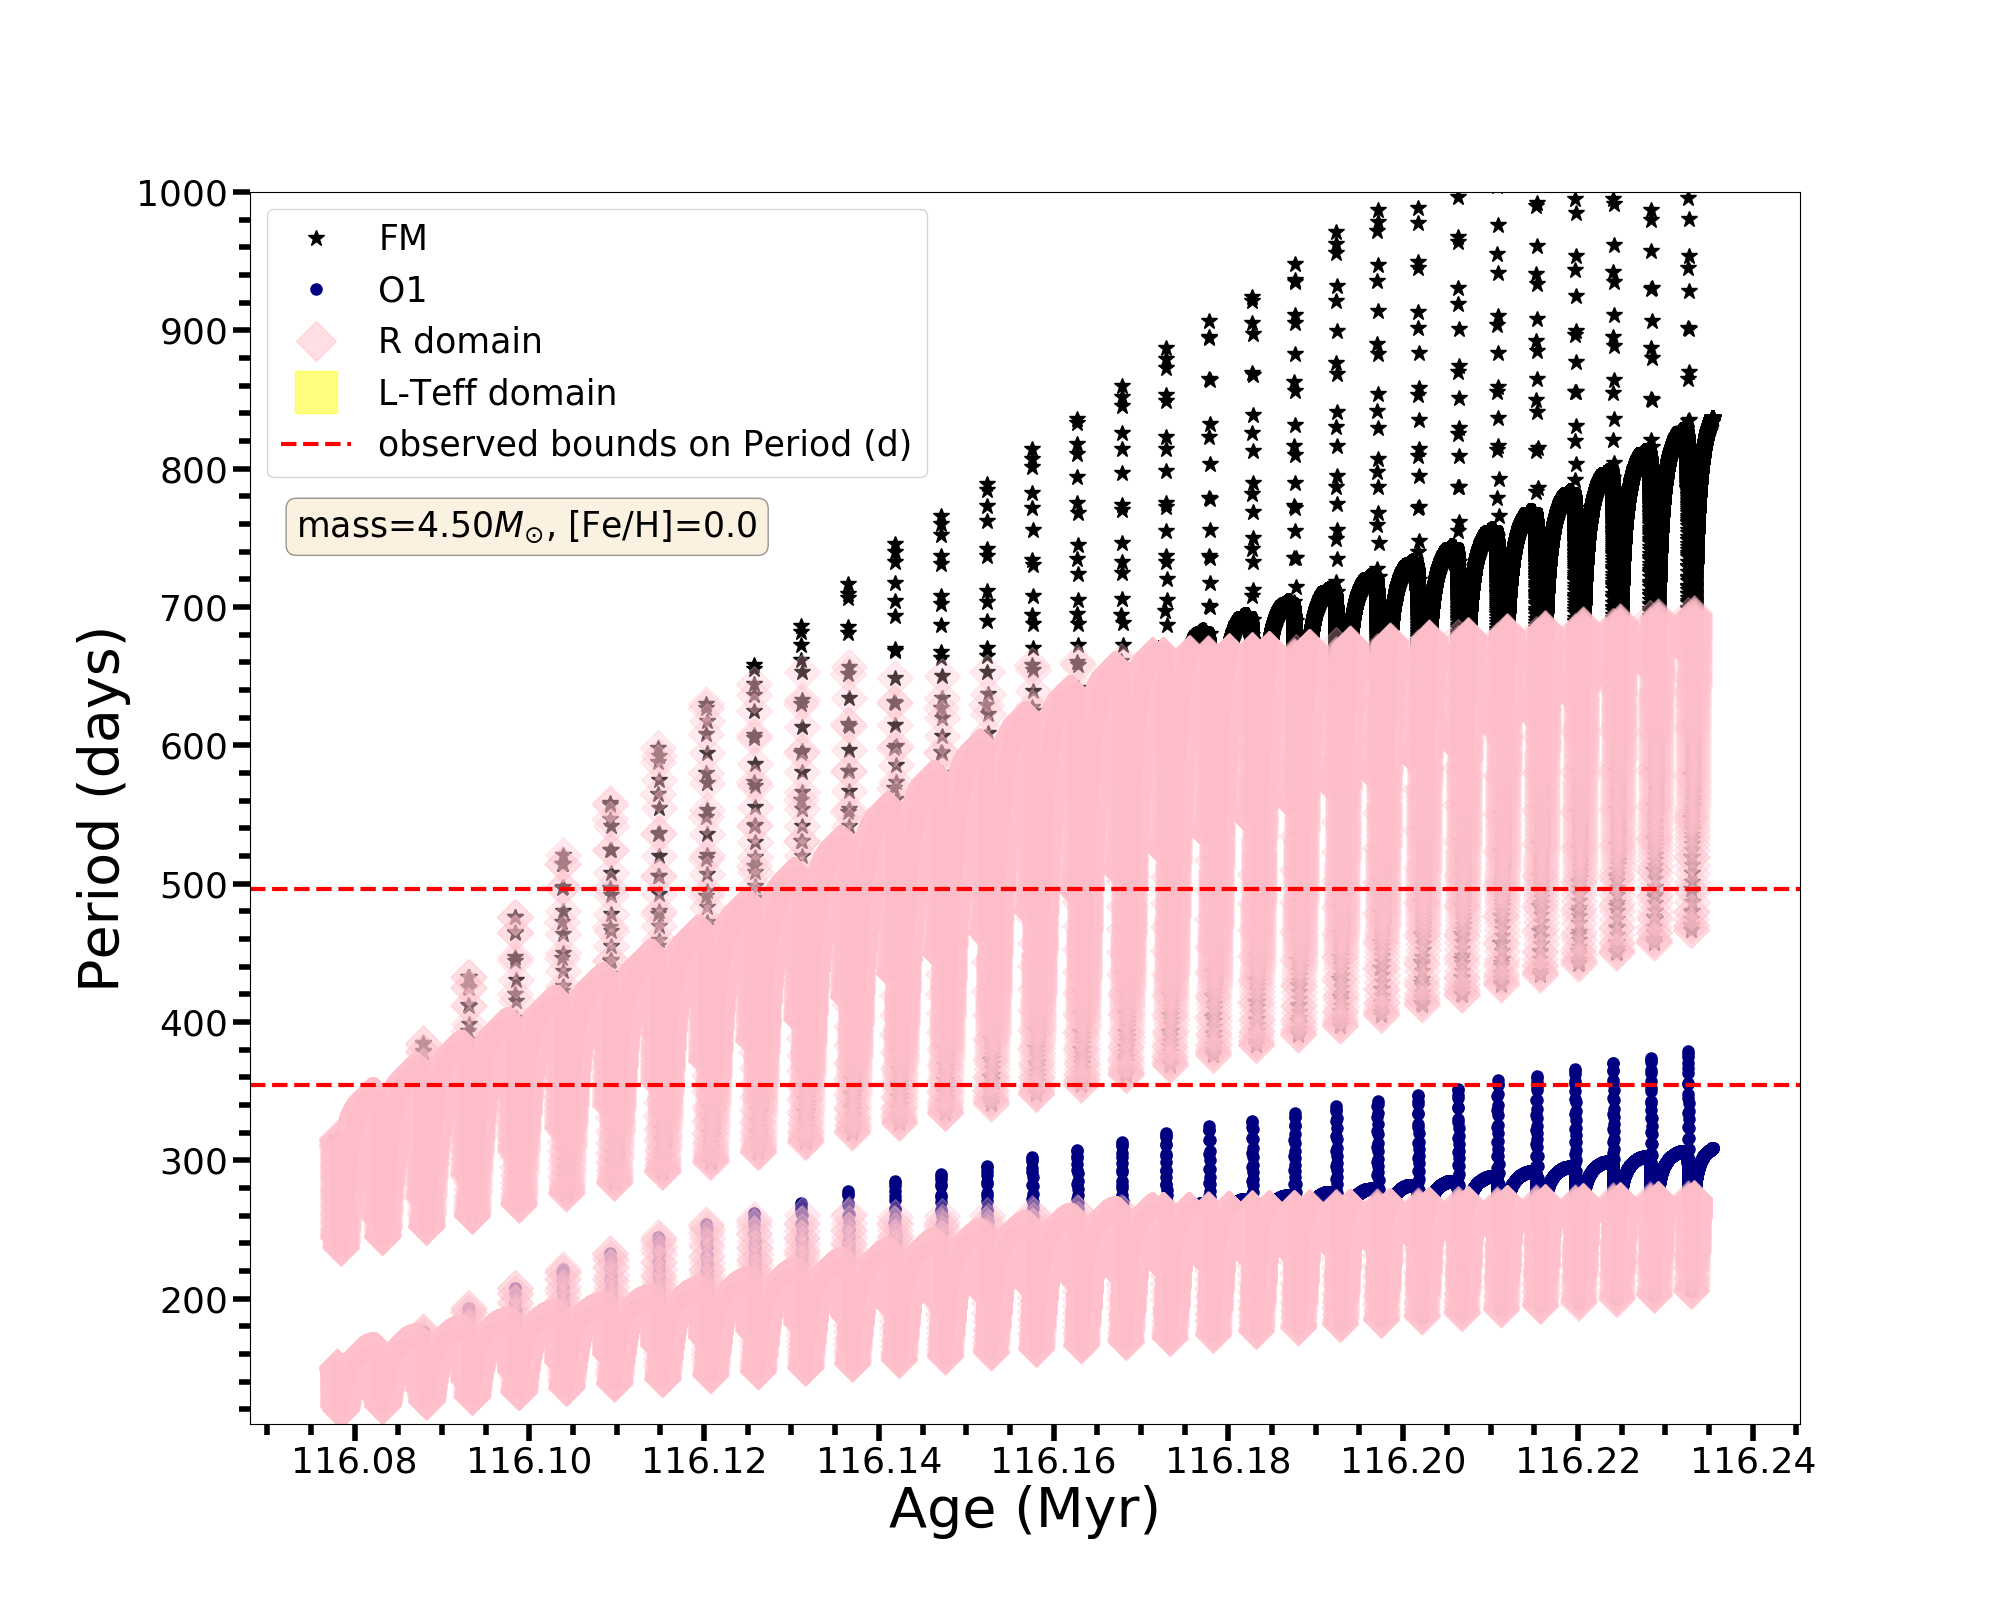 1000
900
800
700
600
500
400
300
200
Period (days)
FM
O1
R domain
L-Teff domain
observed bounds on Period (d)
mass=4.50M☉, [Fe/H]=0.0
116.08 116.10 116.12 116.14 116.16 116.18 116.20 116.22 116.24
Age (Myr)